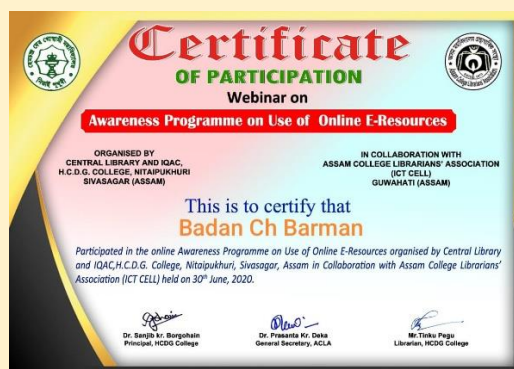 Certificate
OF PARTICIPATION
Webinar on
Awareness Programme on Use of Online E-Resources
ORGANISED BY
CENTRAL LIBRARY AND IQAC,
H.C.D.G. COLLEGE, NITAIPUKHURI
SIVASAGAR (ASSAM)
IN COLLABORATION WITH
ASSAM COLLEGE LIBRARIANS' ASSOCIATION
(ICT CELL)
GUWAHATI (ASSAM)
This is to certify that
Badan Ch Barman
Participated in the online Awareness Programme on Use of Online E-Resources organised by Central Library
and IQAC,H.C.D.G. College, Nitaipukhuri, Sivasagar, Assam in Collaboration with Assam College Librarians'
Association (ICT CELL) held on 30th June, 2020.
Dr. Sanjib kr. Borgohain
Principal, HCDG College
Dr. Prasanta Kr. Deka
General Secretary, ACLA
Mr.Tinku Pegu
Librarian, HCDG College